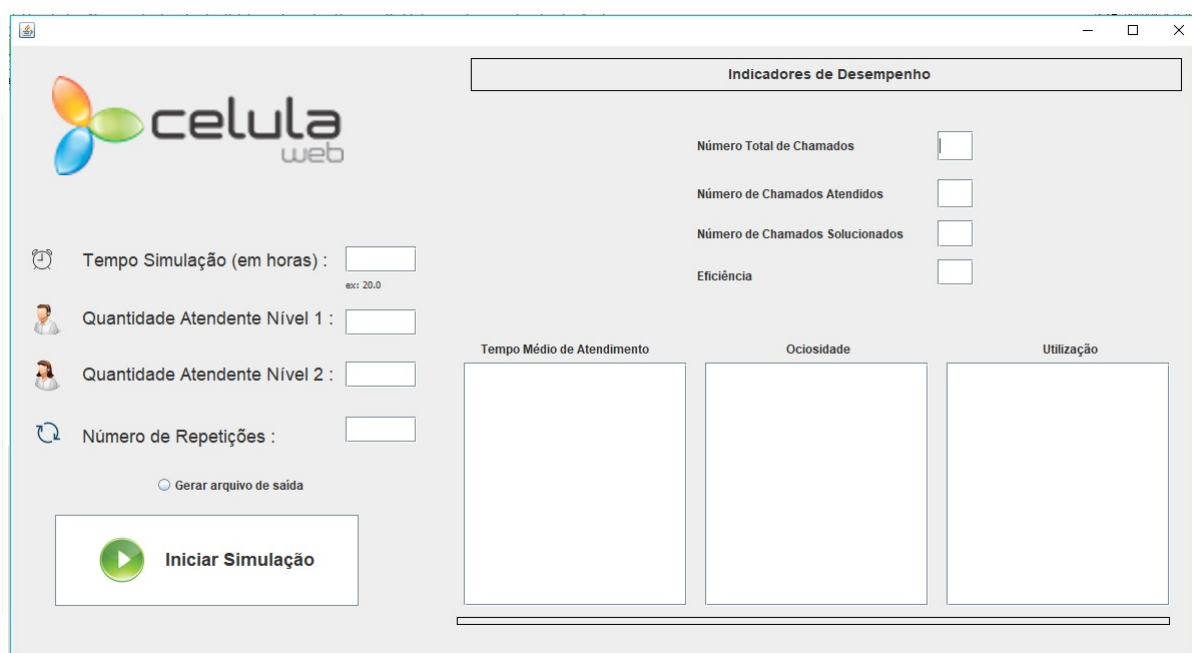 celula
web
Tempo Simulação (em horas) :
ex: 20.0
Quantidade Atendente Nível 1 :
Quantidade Atendente Nível 2 :
Número de Repetições :
Gerar arquivo de saída
Iniciar Simulação
Indicadores de Desempenho
Número Total de Chamados
Número de Chamados Atendidos
Número de Chamados Solucionados
Eficiência
Tempo Médio de Atendimento
Ociosidade
Utilização